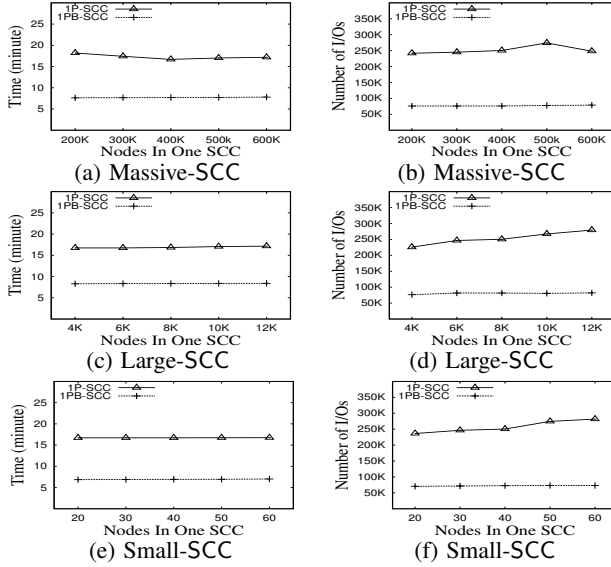 1P-SCC
1PB-SCC
Time (minute)
25
20
15
10
5
200K 300K 400K 500k 600K
Nodes In One SCC
(a) Massive-SCC
1P-SCC
1PB-SCC
Number of I/Os
350K
300K
250K
200K
150K
100K
50K
200K 300K 400K 500k 600K
Nodes In One SCC
(b) Massive-SCC
1P-SCC
1PB-SCC
Time (minute)
25
20
15
10
5
4K 6K 8K 10K 12K
Nodes In One SCC
(c) Large-SCC
1P-SCC
1PB-SCC
Number of I/Os
350K
300K
250K
200K
150K
100K
50K
4K 6K 8K 10K 12K
Nodes In One SCC
(d) Large-SCC
1P-SCC
1PB-SCC
Time (minute)
25
20
15
10
5
20 30 40 50 60
Nodes In One SCC
(e) Small-SCC
1P-SCC
1PB-SCC
Number of I/Os
350K
300K
250K
200K
150K
100K
50K
20 30 40 50 60
Nodes In One SCC
(f) Small-SCC